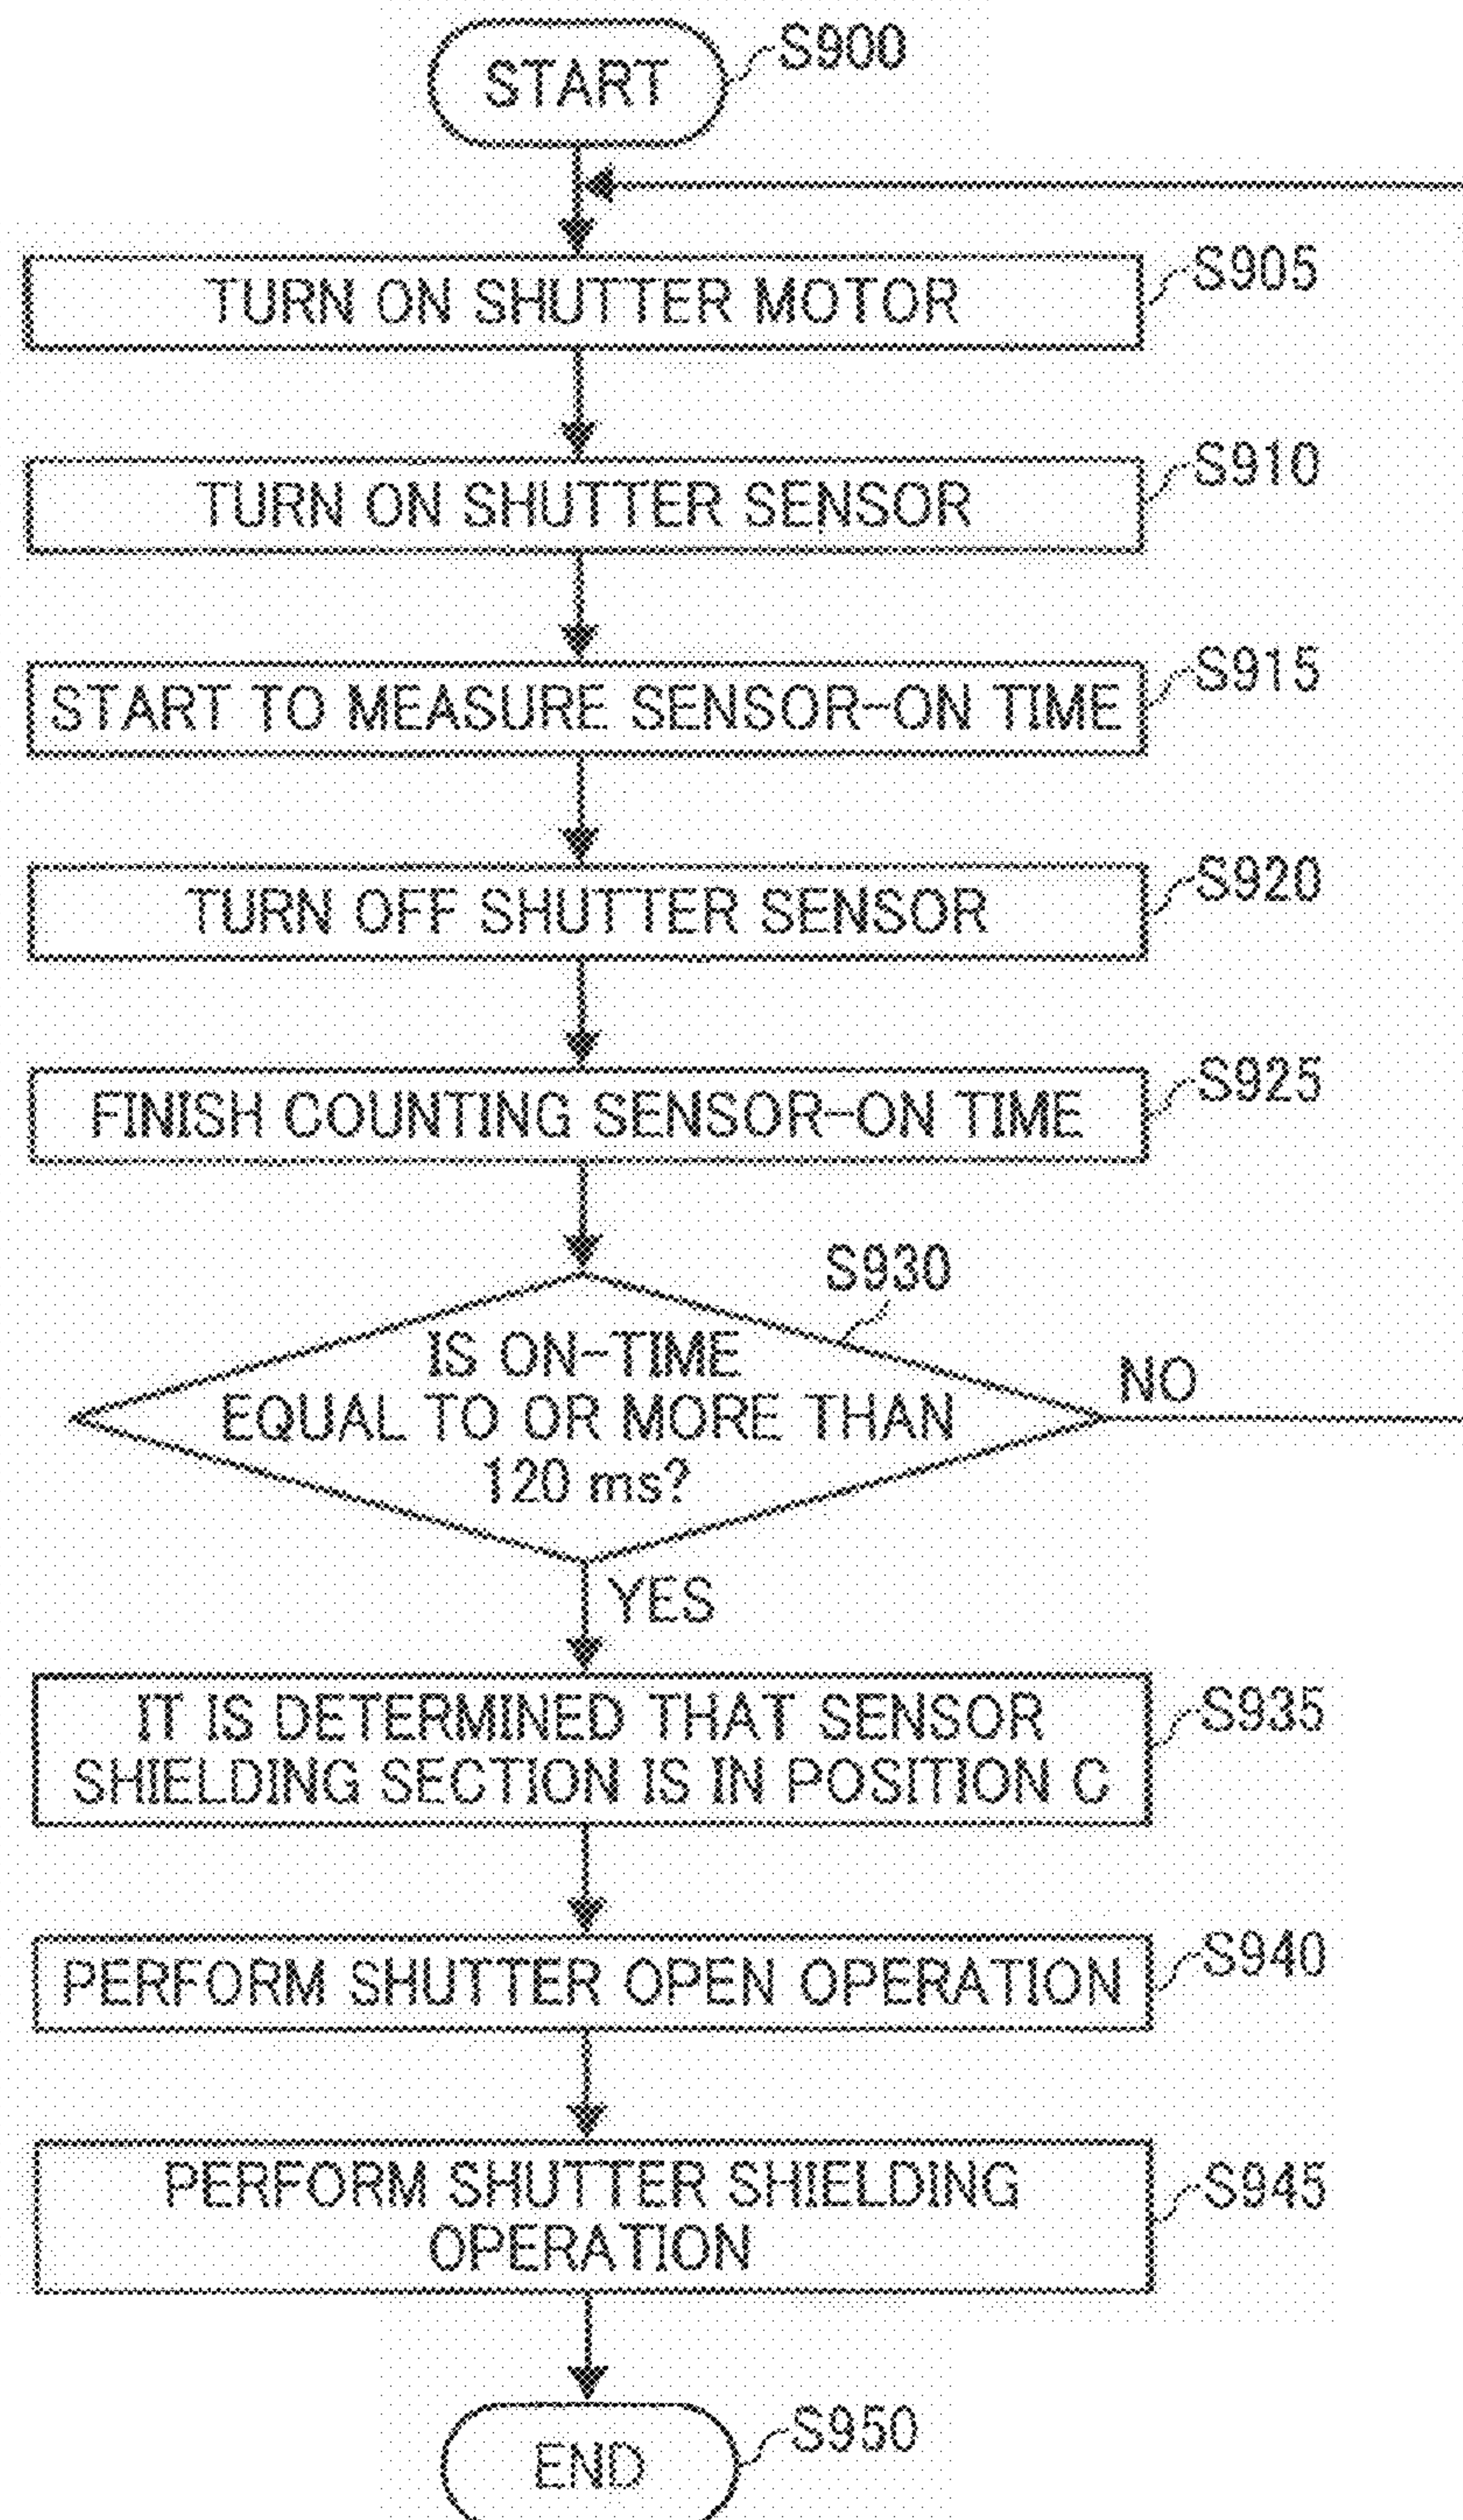 START
S900
TURN ON SHUTTER MOTOR
S905
TURN ON SHUTTER SENSOR
S910
START TO MEASURE SENSOR-ON TIME
S915
TURN OFF SHUTTER SENSOR
S920
FINISH COUNTING SENSOR-ON TIME
S925
S930
IS ON-TIME
EQUAL TO OR MORE THAN
120 ms?
NO
YES
IT IS DETERMINED THAT SENSOR
SHIELDING SECTION IS IN POSITION C
S935
PERFORM SHUTTER OPEN OPERATION
S940
PERFORM SHUTTER SHIELDING
OPERATION
S945
END
S950